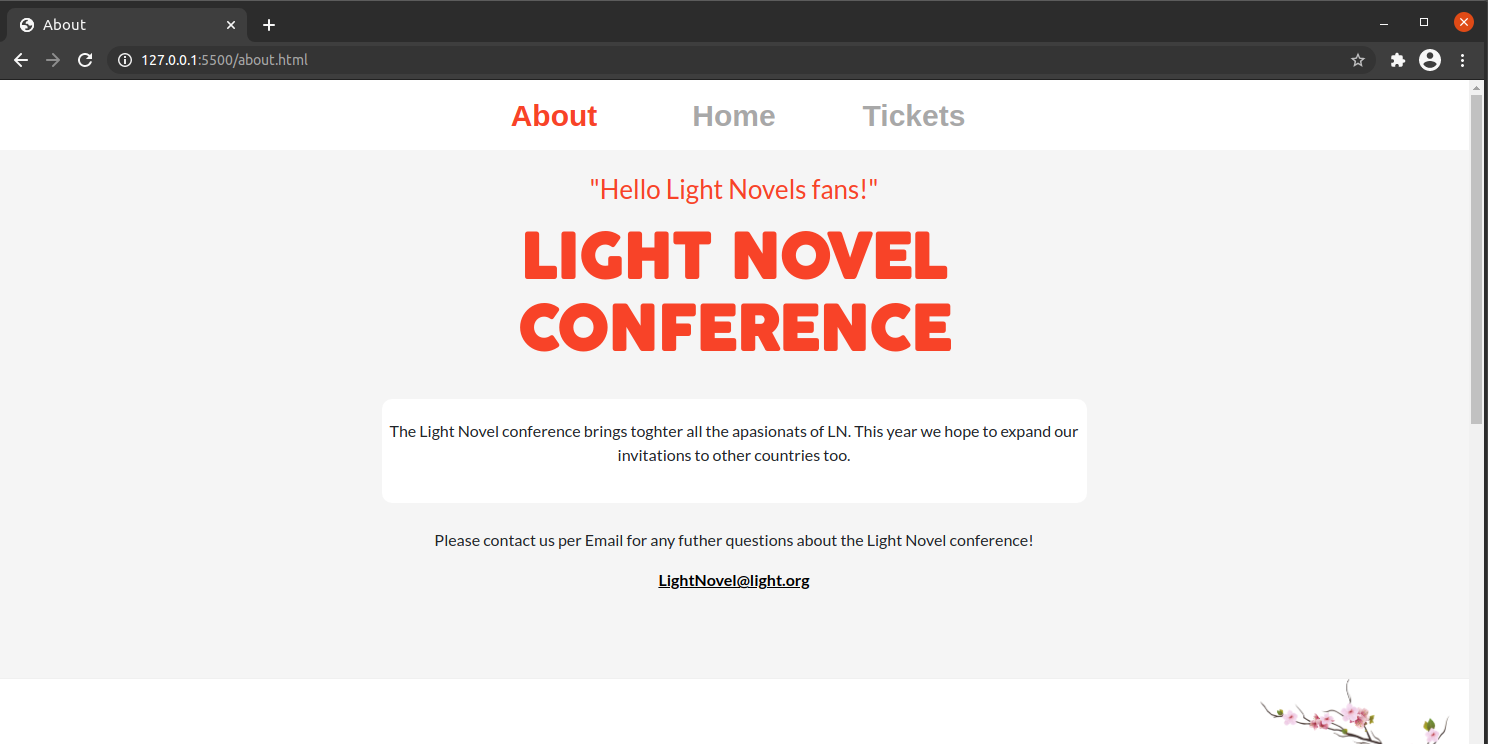 About
127.0.0.1:5500/about.html
About Home Tickets
"Hello Light Novels fans!"
LIGHT NOVEL
CONFERENCE
The Light Novel conference brings toghter all the apasionats of LN. This year we hope to expand our
invitations to other countries too.
Please contact us per Email for any futher questions about the Light Novel conference!
LightNovel@light.org